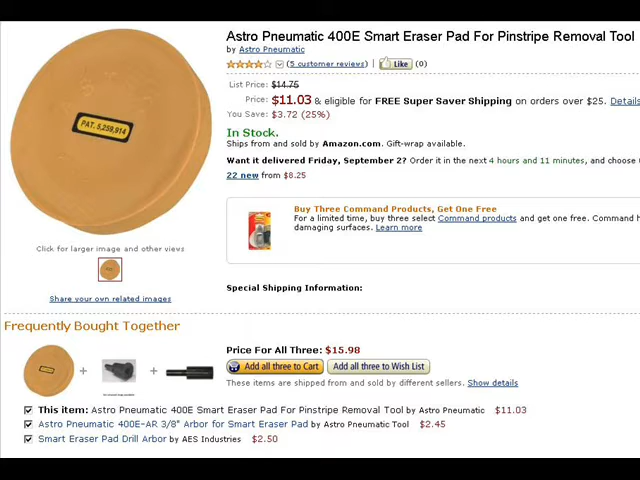 Astro Pneumatic 400E Smart Eraser Pad For Pinstripe Removal Tool
by Astro Pneumatic
(5 customer reviews) Like (0)
List Price: $14.75
Price: $11.03 & eligible for FREE Super Saver Shipping on orders over $25. Details
You Save: $3.72 (25%)
PAT. 5,259,914
In Stock.
Ships from and sold by Amazon.com. Gift-wrap available.
Want it delivered Friday, September 2? Order it in the next 4 hours and 11 minutes, and choose
22 new from $8.25
Buy Three Command Products, Get One Free
For a limited time, buy three select Command products and get one free. Command h
damaging surfaces. Learn more
Click for larger image and other views
Share your own related images
Special Shipping Information:
Frequently Bought Together
Price For All Three: $15.98
Add all three to Cart Add all three to Wish List
These items are shipped from and sold by different sellers. Show details
This item: Astro Pneumatic 400E Smart Eraser Pad For Pinstripe Removal Tool by Astro Pneumatic $11.03
Astro Pneumatic 400E-AR 3/8" Arbor for Smart Eraser Pad by Astro Pneumatic Tool $2.45
Smart Eraser Pad Drill Arbor by AES Industries $2.50